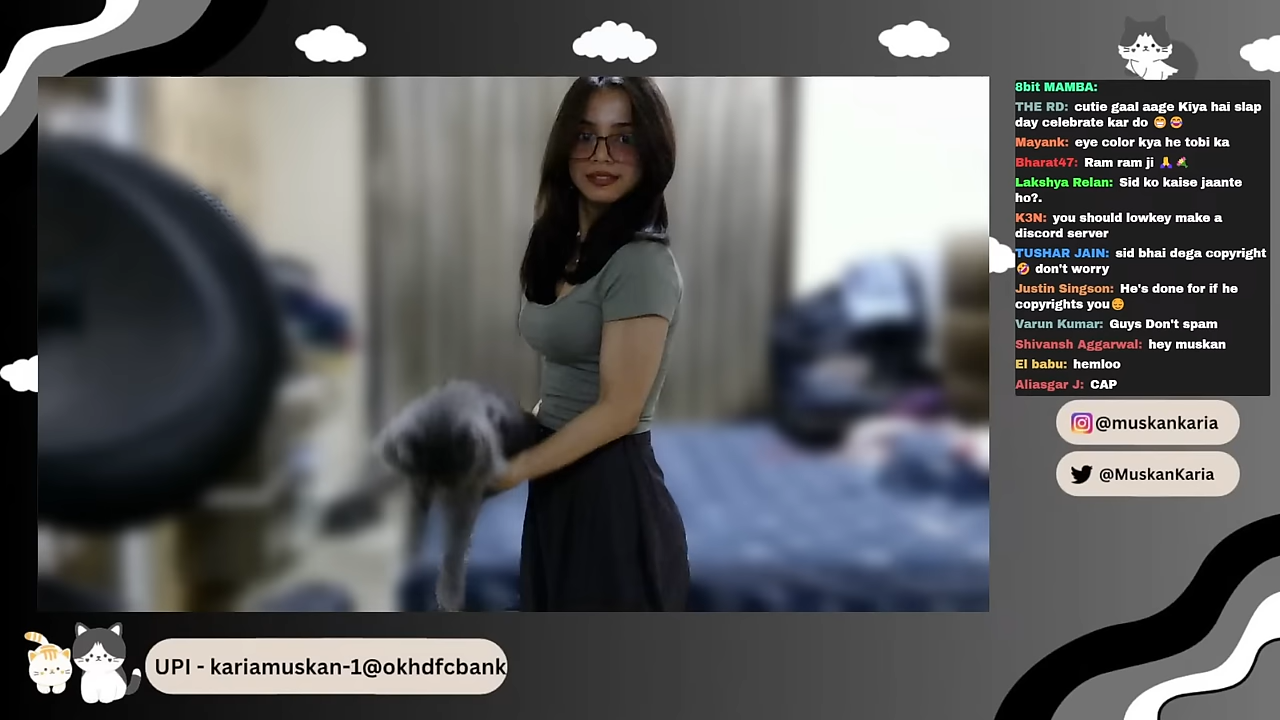 8bit MAMBA:
THE RD: cutie gaal aage Kiya hai slap
day celebrate kar do 😁😂
Mayank: eye color kya he tobi ka
Bharat47: Ram ram ji 🙏💐
Lakshya Relan: Sid ko kaise jaante
ho?.
K3N: you should lowkey make a
discord server
TUSHAR JAIN: sid bhai dega copyright
🤣 don't worry
Justin Singson: He's done for if he
copyrights you😏
Varun Kumar: Guys Don't spam
Shivansh Aggarwal: hey muskan
El babu: hemloo
Aliasgar J: CAP
@muskankaria
@MuskanKaria
UPI - kariamuskan-1@okhdfcbank